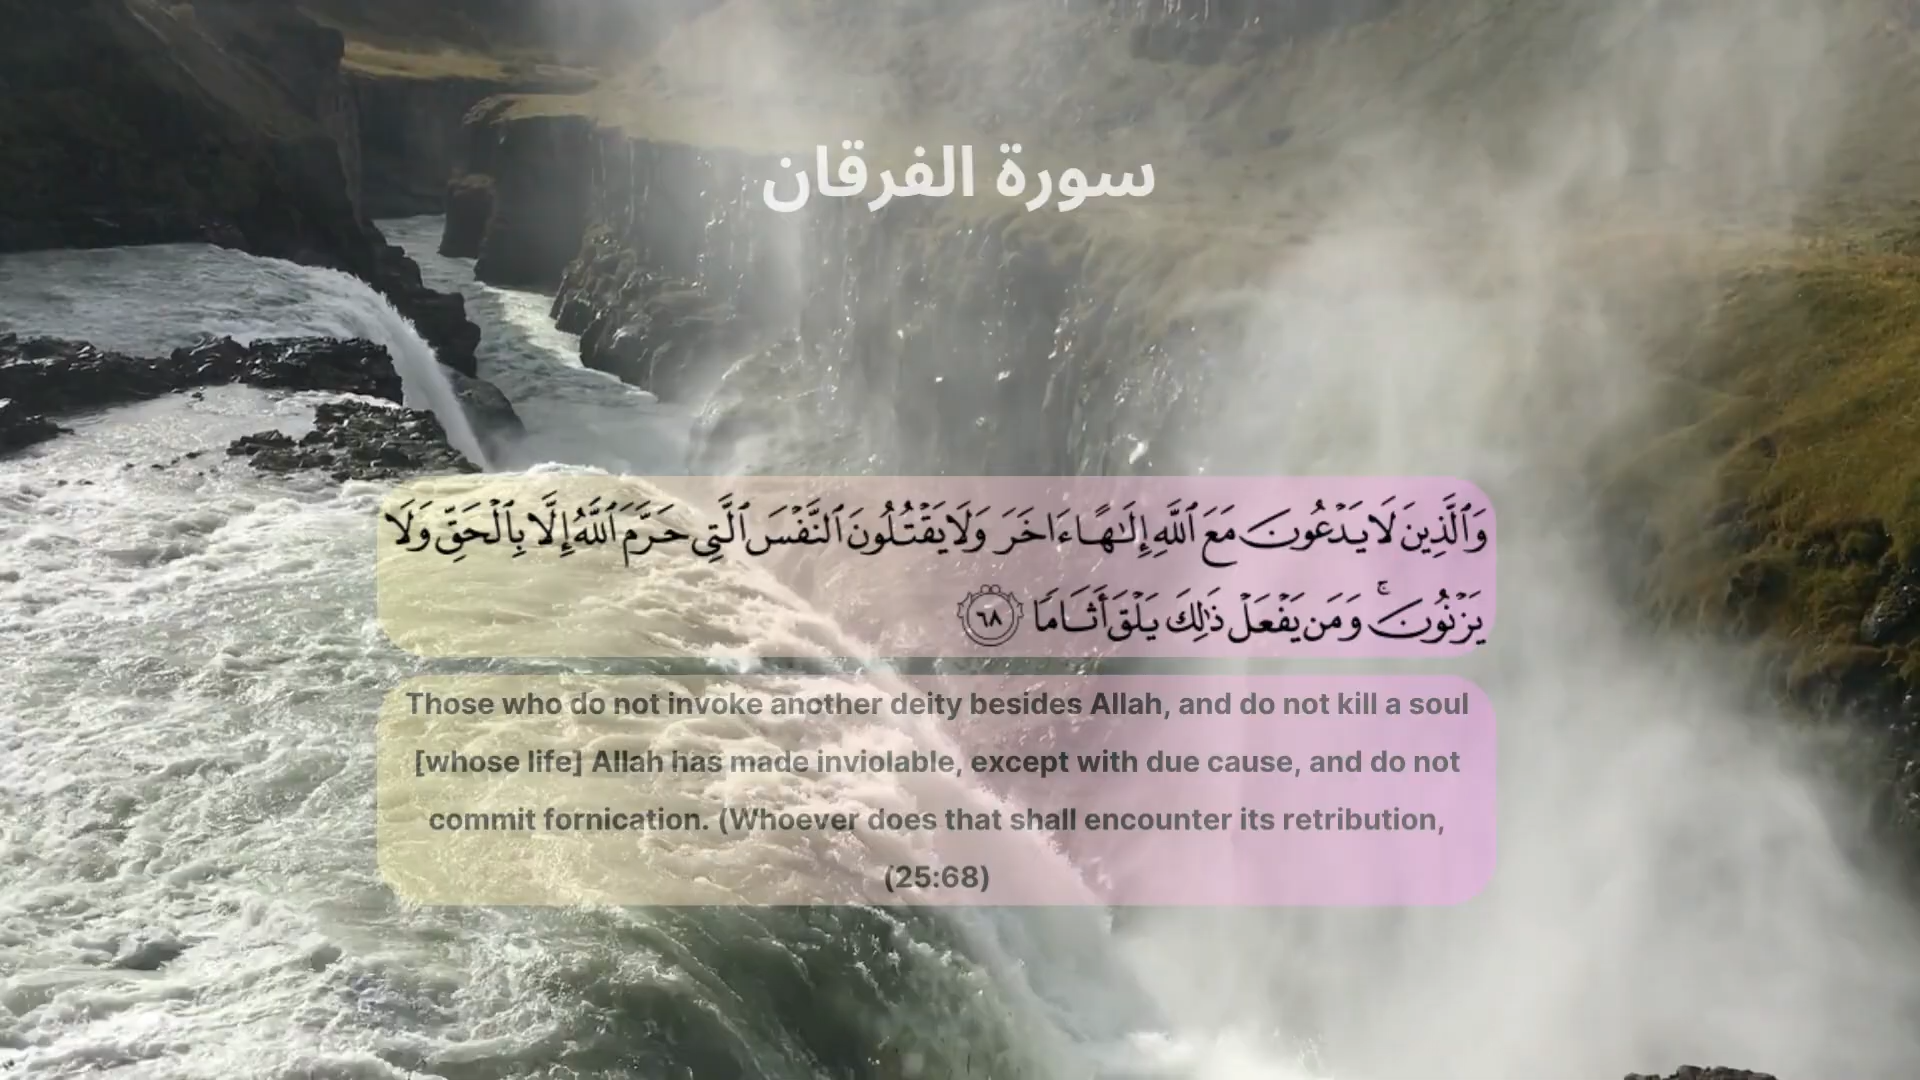 سورة الفرقان
وَٱلَّذِينَ لَا يَدْعُونَ مَعَ ٱللَّهِ إِلَٰهًا ءَاخَرَ وَلَا يَقْتُلُونَ ٱلنَّفْسَ ٱلَّتِي حَرَّمَ ٱللَّهُ إِلَّا بِٱلْحَقِّ وَلَا
يَزْنُونَ ۚ وَمَن يَفْعَلْ ذَٰلِكَ يَلْقَ أَثَامًا ٦٨
Those who do not invoke another deity besides Allah, and do not kill a soul
[whose life] Allah has made inviolable, except with due cause, and do not
commit fornication. (Whoever does that shall encounter its retribution,
(25:68)